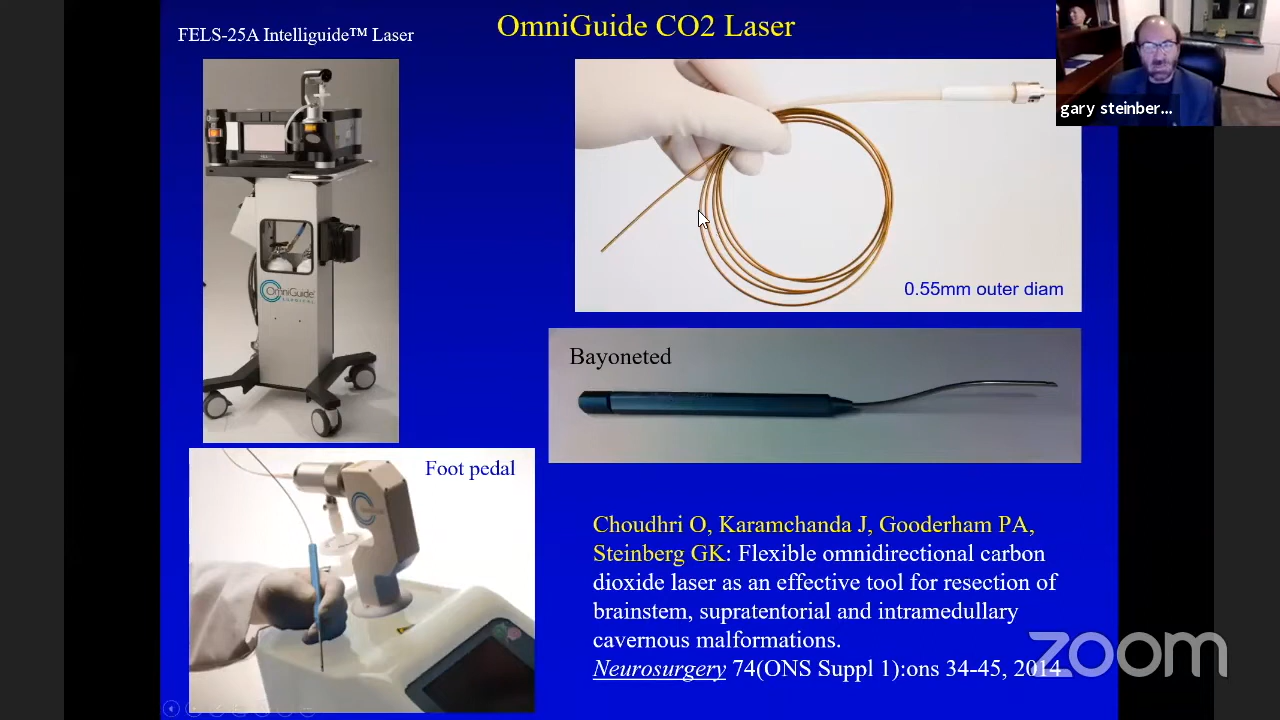 OmniGuide CO2 Laser
FELS-25A Intelliguide™ Laser
gary steinber...
0.55mm outer diam
OmniGuide
Bayoneted
Foot pedal
Choudhri O, Karamchanda J, Gooderham PA,
Steinberg GK: Flexible omnidirectional carbon
dioxide laser as an effective tool for resection of
brainstem, supratentorial and intramedullary
cavernous malformations.
Neurosurgery 74(ONS Suppl 1):ons 34-45, 2014
zoom